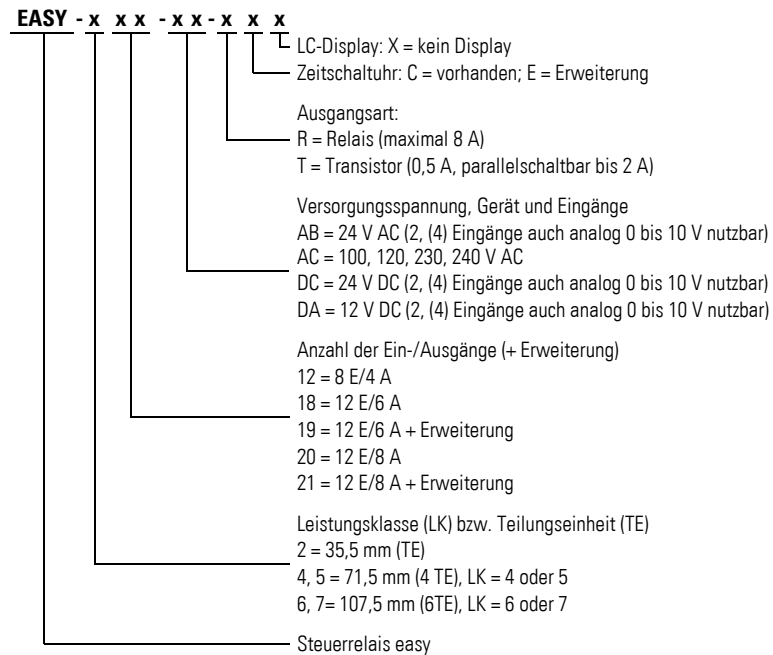 EASY - x x x - x x - x x x
LC-Display: X = kein Display
Zeitschaltuhr: C = vorhanden; E = Erweiterung
Ausgangsart:
R = Relais (maximal 8 A)
T = Transistor (0,5 A, parallelschaltbar bis 2 A)
Versorgungsspannung, Gerät und Eingänge
AB = 24 V AC (2, (4) Eingänge auch analog 0 bis 10 V nutzbar)
AC = 100, 120, 230, 240 V AC
DC = 24 V DC (2, (4) Eingänge auch analog 0 bis 10 V nutzbar)
DA = 12 V DC (2, (4) Eingänge auch analog 0 bis 10 V nutzbar)
Anzahl der Ein-/Ausgänge (+ Erweiterung)
12 = 8 E/4 A
18 = 12 E/6 A
19 = 12 E/6 A + Erweiterung
20 = 12 E/8 A
21 = 12 E/8 A + Erweiterung
Leistungsklasse (LK) bzw. Teilungseinheit (TE)
2 = 35,5 mm (TE)
4, 5 = 71,5 mm (4 TE), LK = 4 oder 5
6, 7= 107,5 mm (6TE), LK = 6 oder 7
Steuerrelais easy